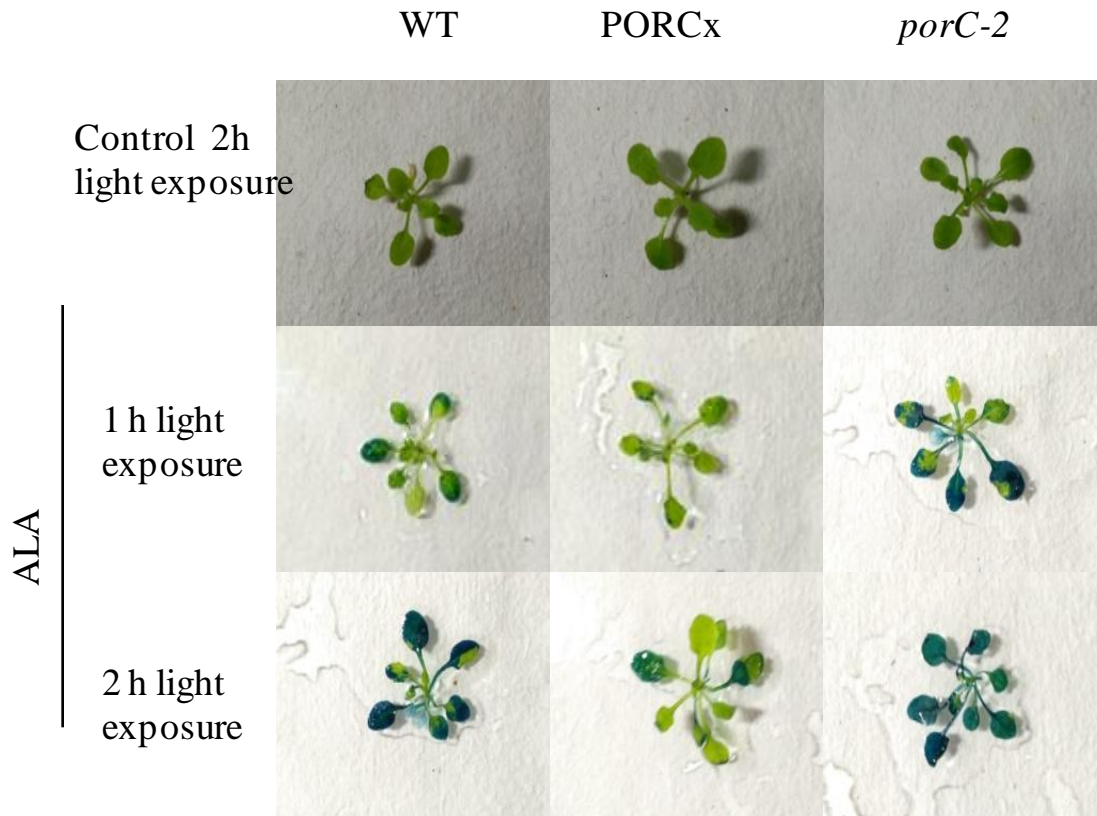 WT PORCx porC-2
Control 2h
light exposure
1 h light
exposure
ALA
2 h light
exposure